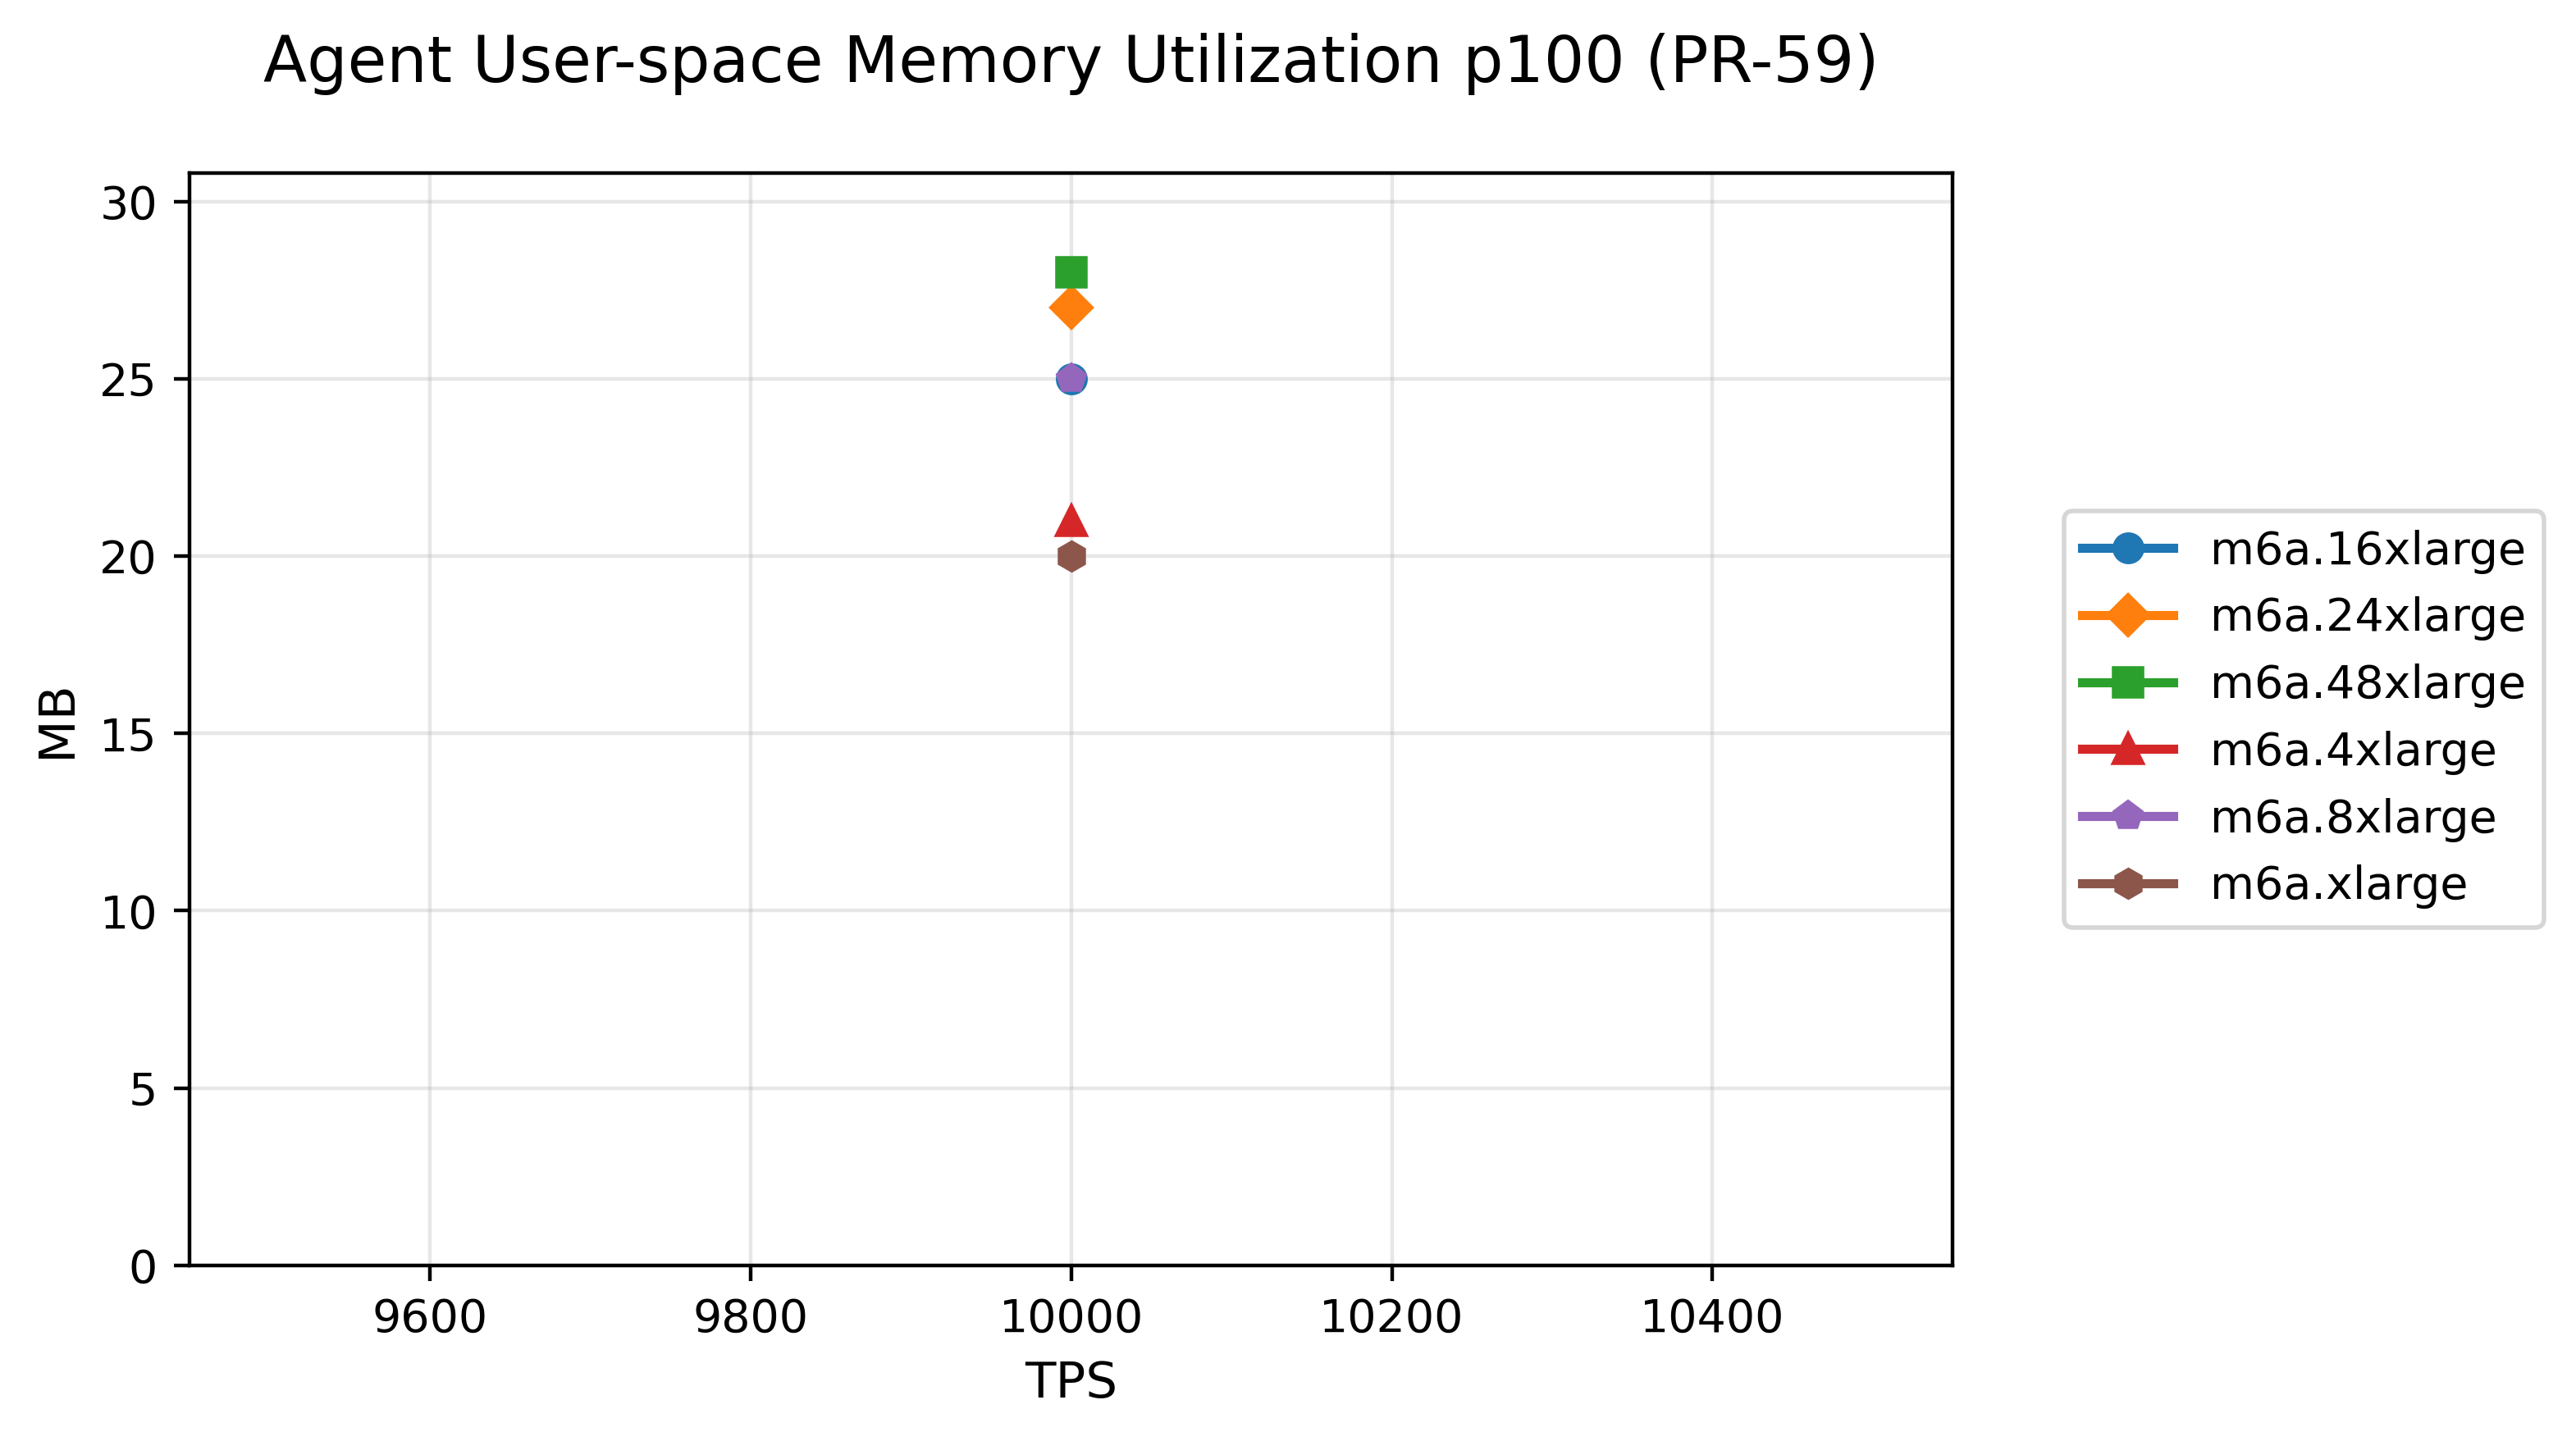 Agent User-space Memory Utilization p100 (PR-59)
30
25
20
15
10
5
0
MB
9600 9800 10000 10200 10400
TPS
m6a.16xlarge
m6a.24xlarge
m6a.48xlarge
m6a.4xlarge
m6a.8xlarge
m6a.xlarge